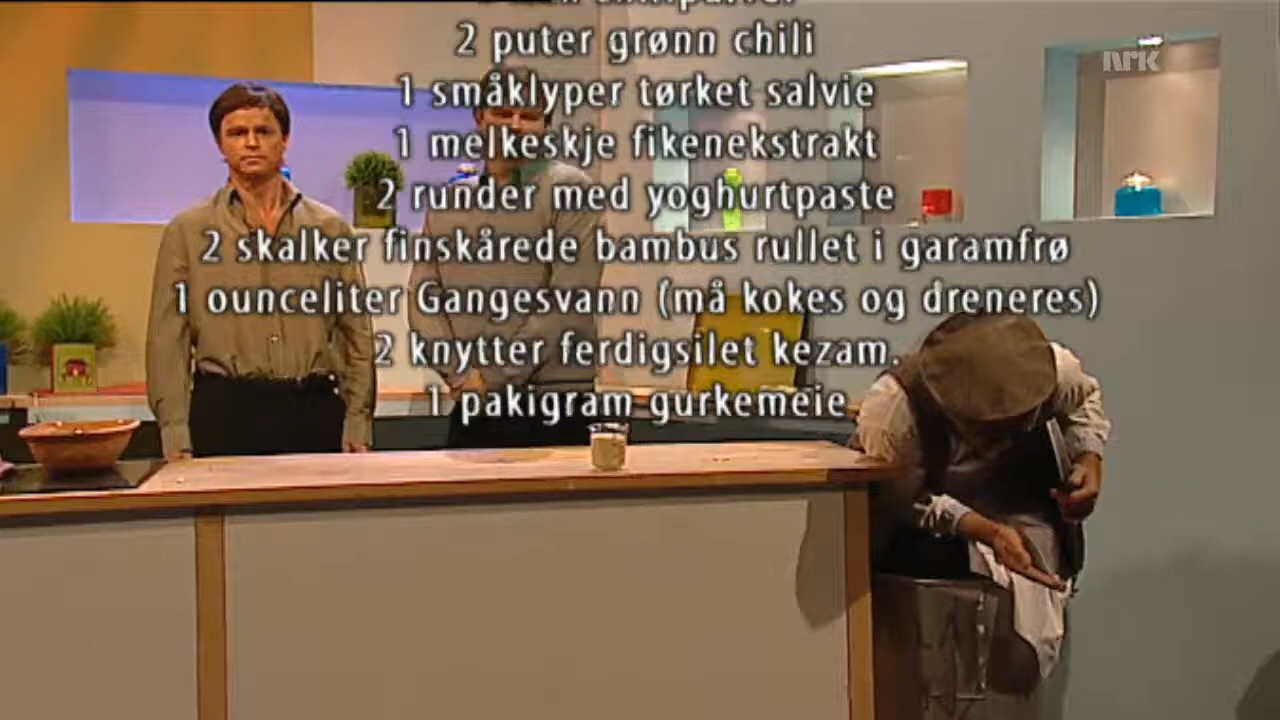 2 puter grønn chili
1 småklyper tørket salvie
1 melkeskje fikenekstrakt
2 runder med yoghurtpaste
2 skalker finskårede bambus rullet i garamfrø
1 ounceliter Gangesvann (må kokes og dreneres)
2 knytter ferdigsilet kezam.
1 pakigram gurkemeie
nrk